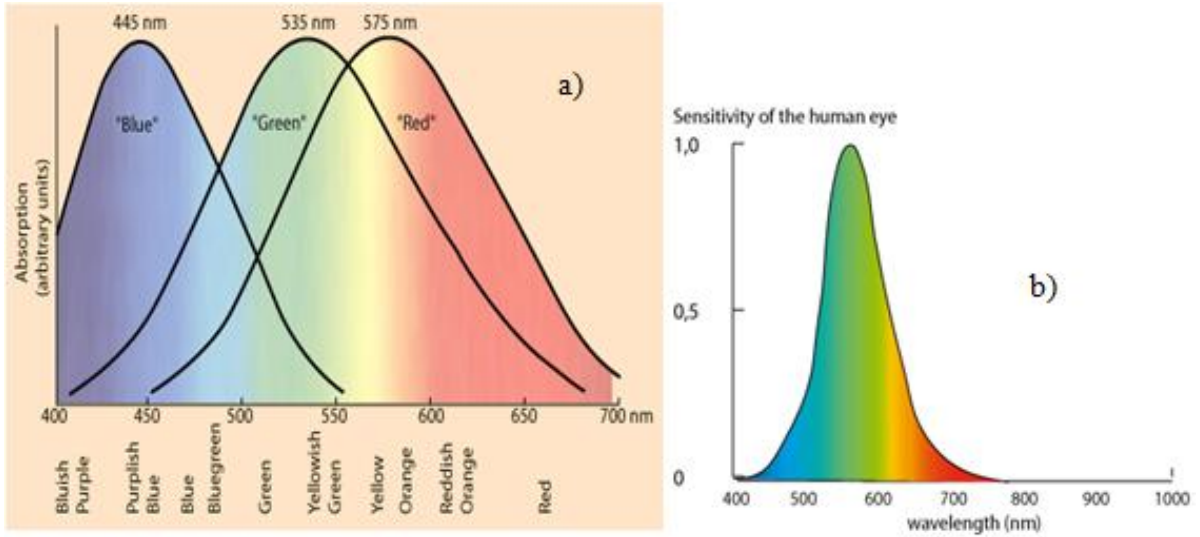 445 nm
535 nm
575 nm
a)
"Blue"
"Green"
"Red"
Absorption
(arbitrary units)
400
450
500
550
600
650
700 nm
Bluish
Purple
Purplish
Blue
Blue
Bluegreen
Green
Yellowish
Green
Yellow
Orange
Reddish
Orange
Red
Sensitivity of the human eye
1,0
0,5
0
b)
400
500
600
700
800
900
1000
wavelength (nm)